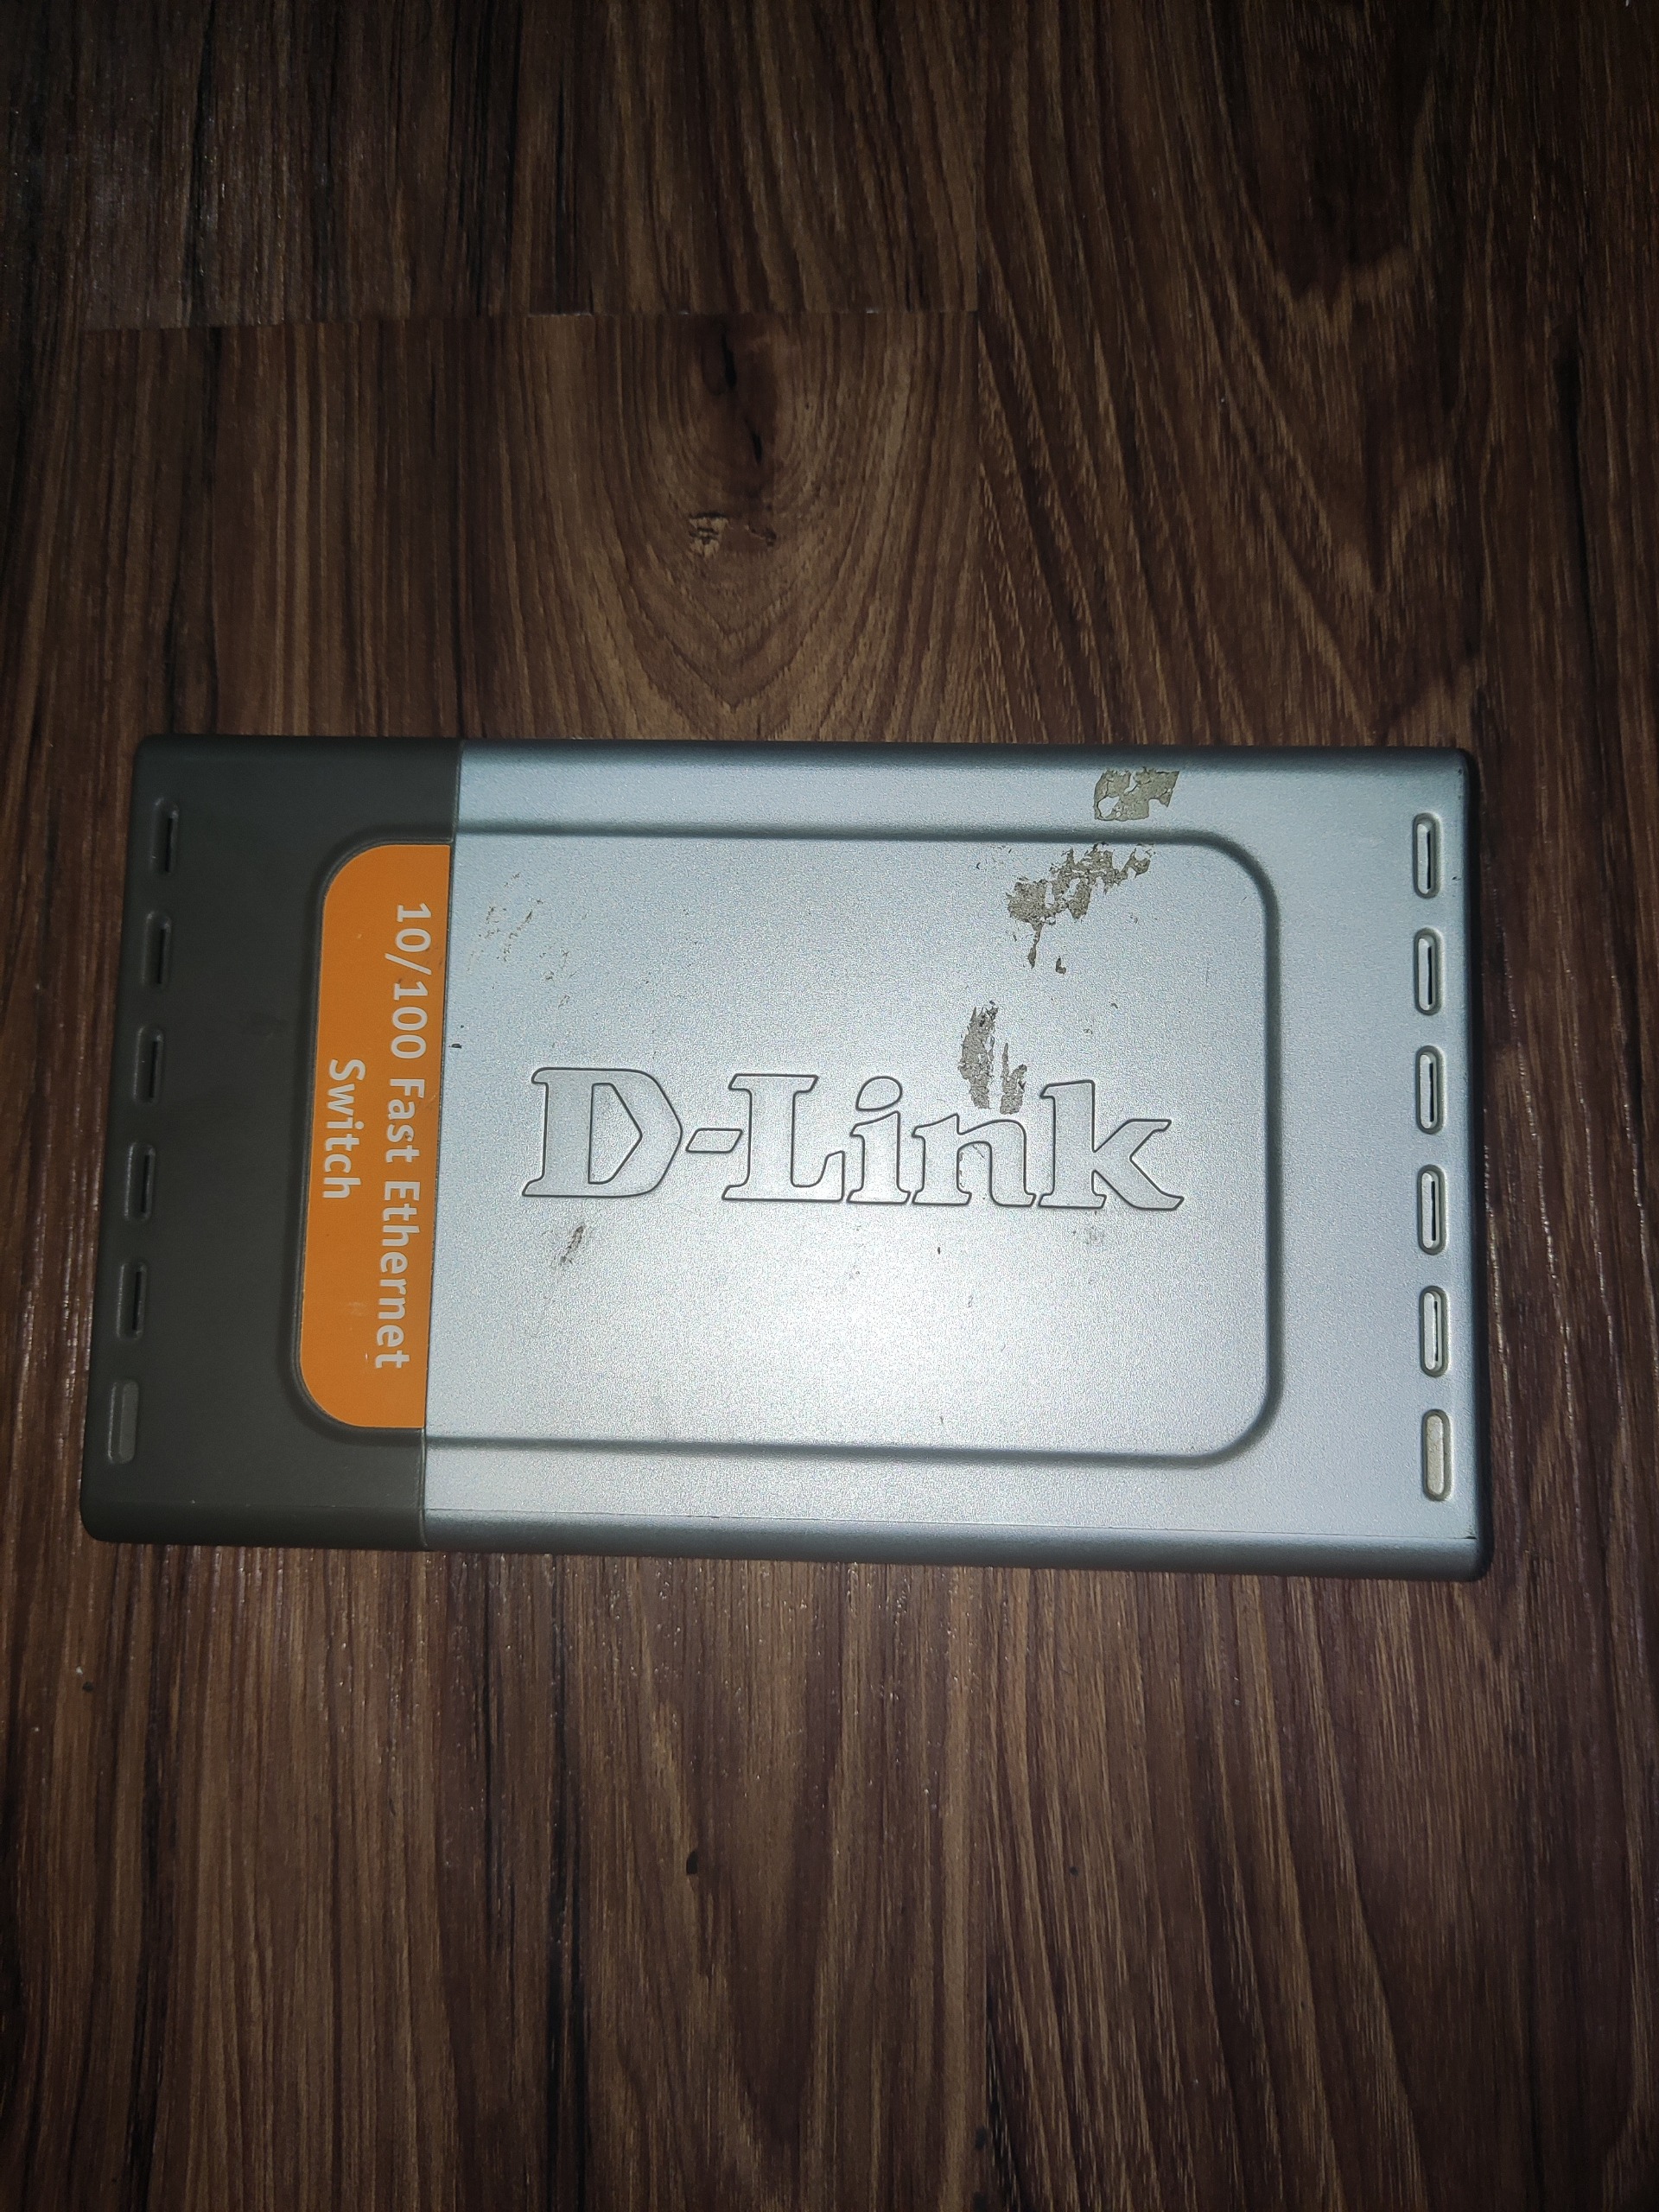 D-Link
10/100 Fast Ethernet
Switch